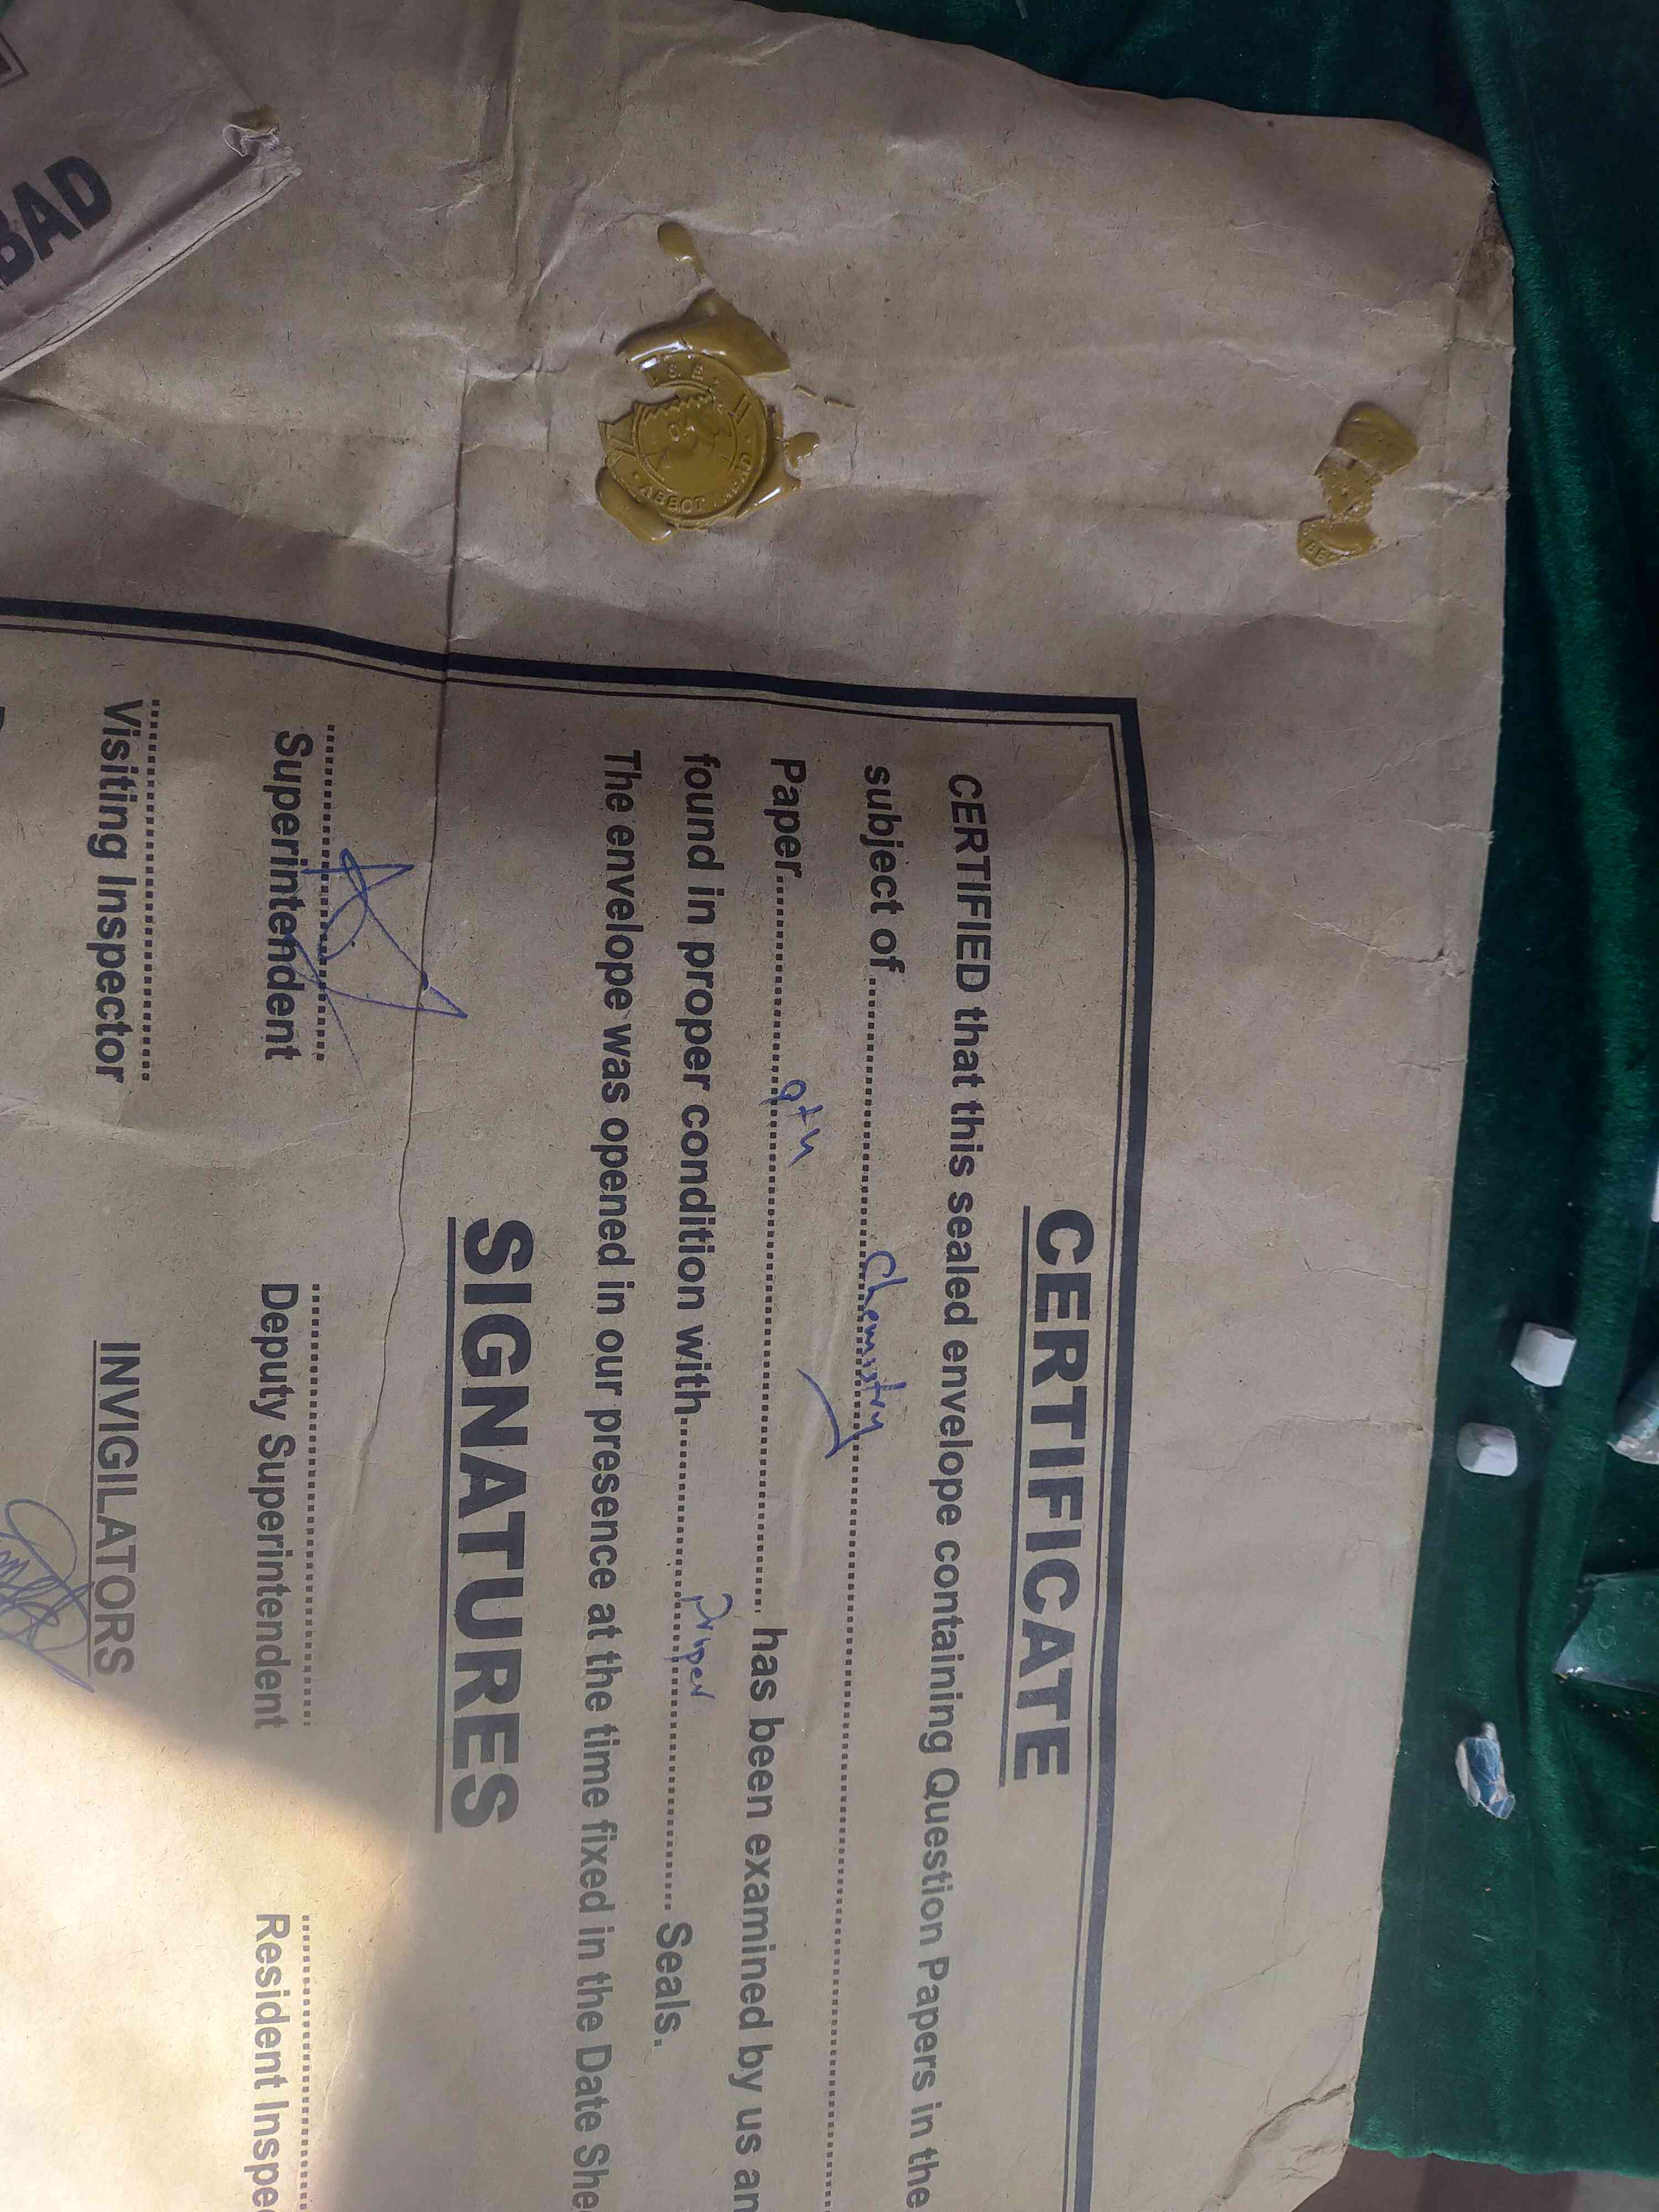 CERTIFICATE
CERTIFIED that this sealed envelope containing Question Papers in the
subject of Chemistry
Paper 9th has been examined by us an
found in proper condition with Proper Seals.
The envelope was opened in our presence at the time fixed in the Date She
SIGNATURES
Superintendent Deputy Superintendent Resident Inspe
Visiting Inspector
INVIGILATORS
BAD
ABBOT